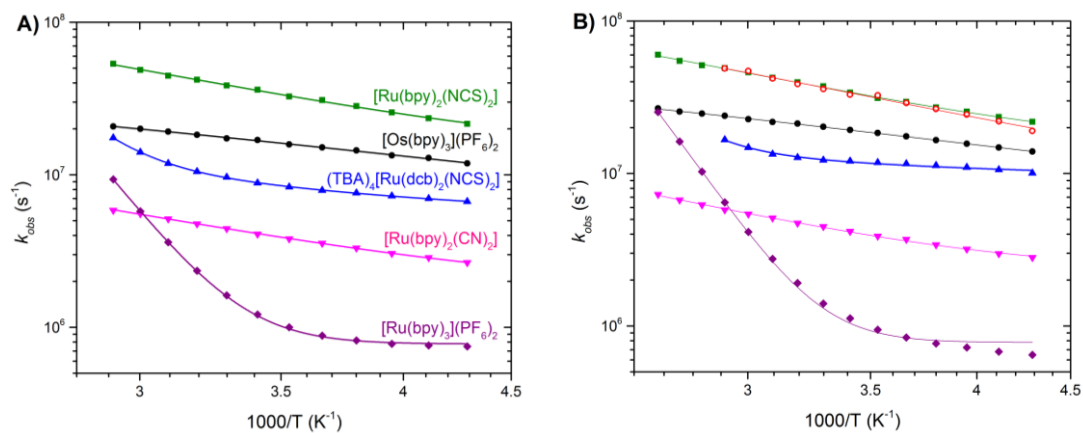 A)
10⁸
10⁷
10⁶
k_obs (s⁻¹)
[Ru(bpy)₂(NCS)₂]
[Os(bpy)₃](PF₆)₂
(TBA)₄[Ru(dcb)₂(NCS)₂]
[Ru(bpy)₂(CN)₂]
[Ru(bpy)₃](PF₆)₂
3 3.5 4 4.5
1000/T (K⁻¹)
B)
10⁸
10⁷
10⁶
k_obs (s⁻¹)
3 3.5 4 4.5
1000/T (K⁻¹)